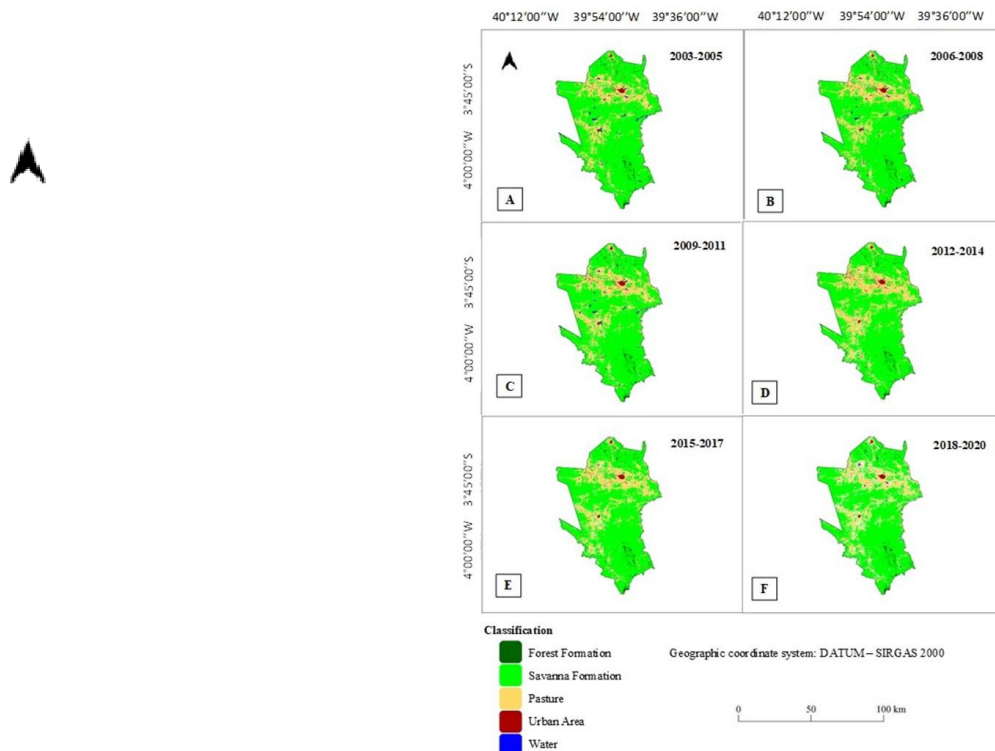 40°12′00′′W 39°54′00′′W 39°36′00′′W 40°12′00′′W 39°54′00′′W 39°36′00′′W
2003-2005
2006-2008
3°45′00′′S
4°00′00′′W
A
B
2009-2011
2012-2014
3°45′00′′S
4°00′00′′W
C
D
2015-2017
2018-2020
3°45′00′′S
4°00′00′′W
E
F
Classification
Forest Formation
Savanna Formation
Pasture
Urban Area
Water
Geographic coordinate system: DATUM – SIRGAS 2000
0 50 100 km